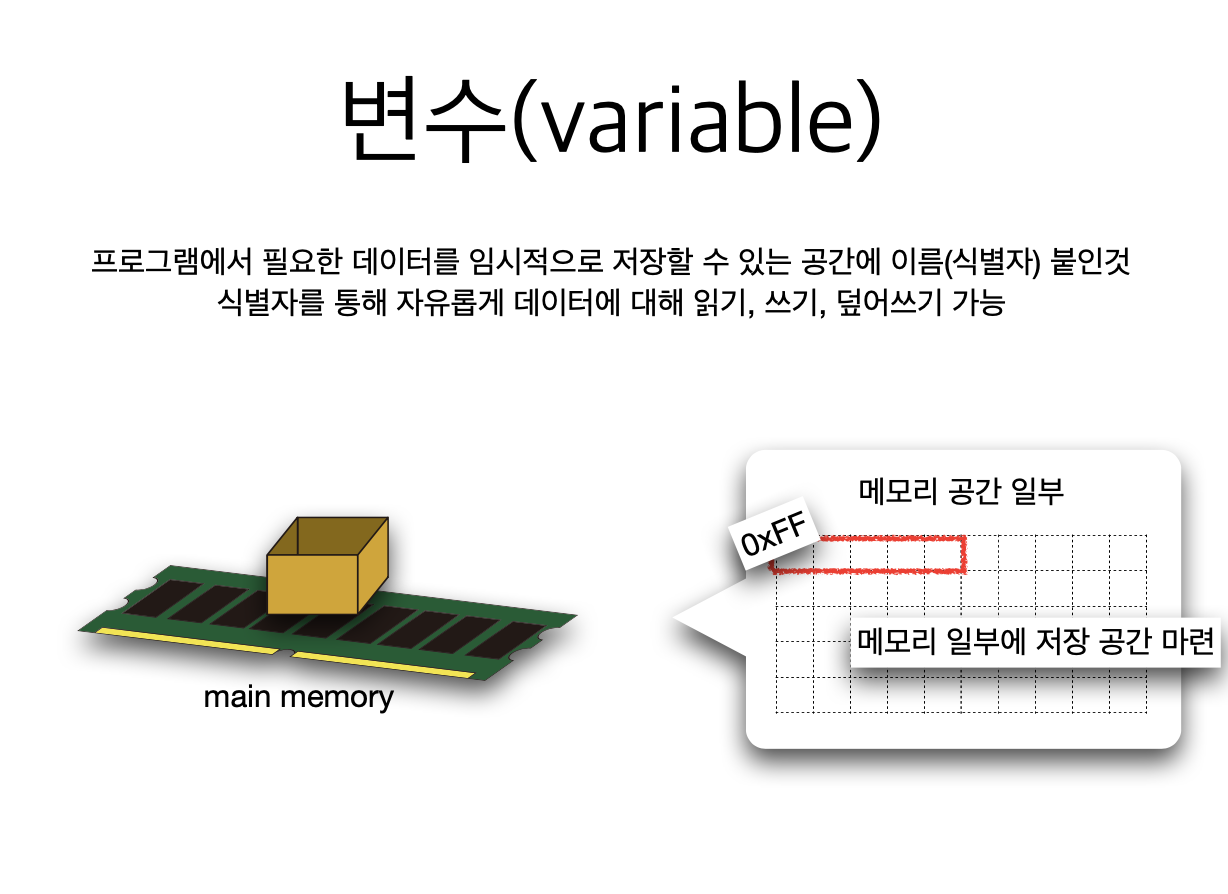 변수(variable)
프로그램에서 필요한 데이터를 임시적으로 저장할 수 있는 공간에 이름(식별자) 붙인것
식별자를 통해 자유롭게 데이터에 대해 읽기, 쓰기, 덮어쓰기 가능
메모리 공간 일부
0xFF
메모리 일부에 저장 공간 마련
main memory